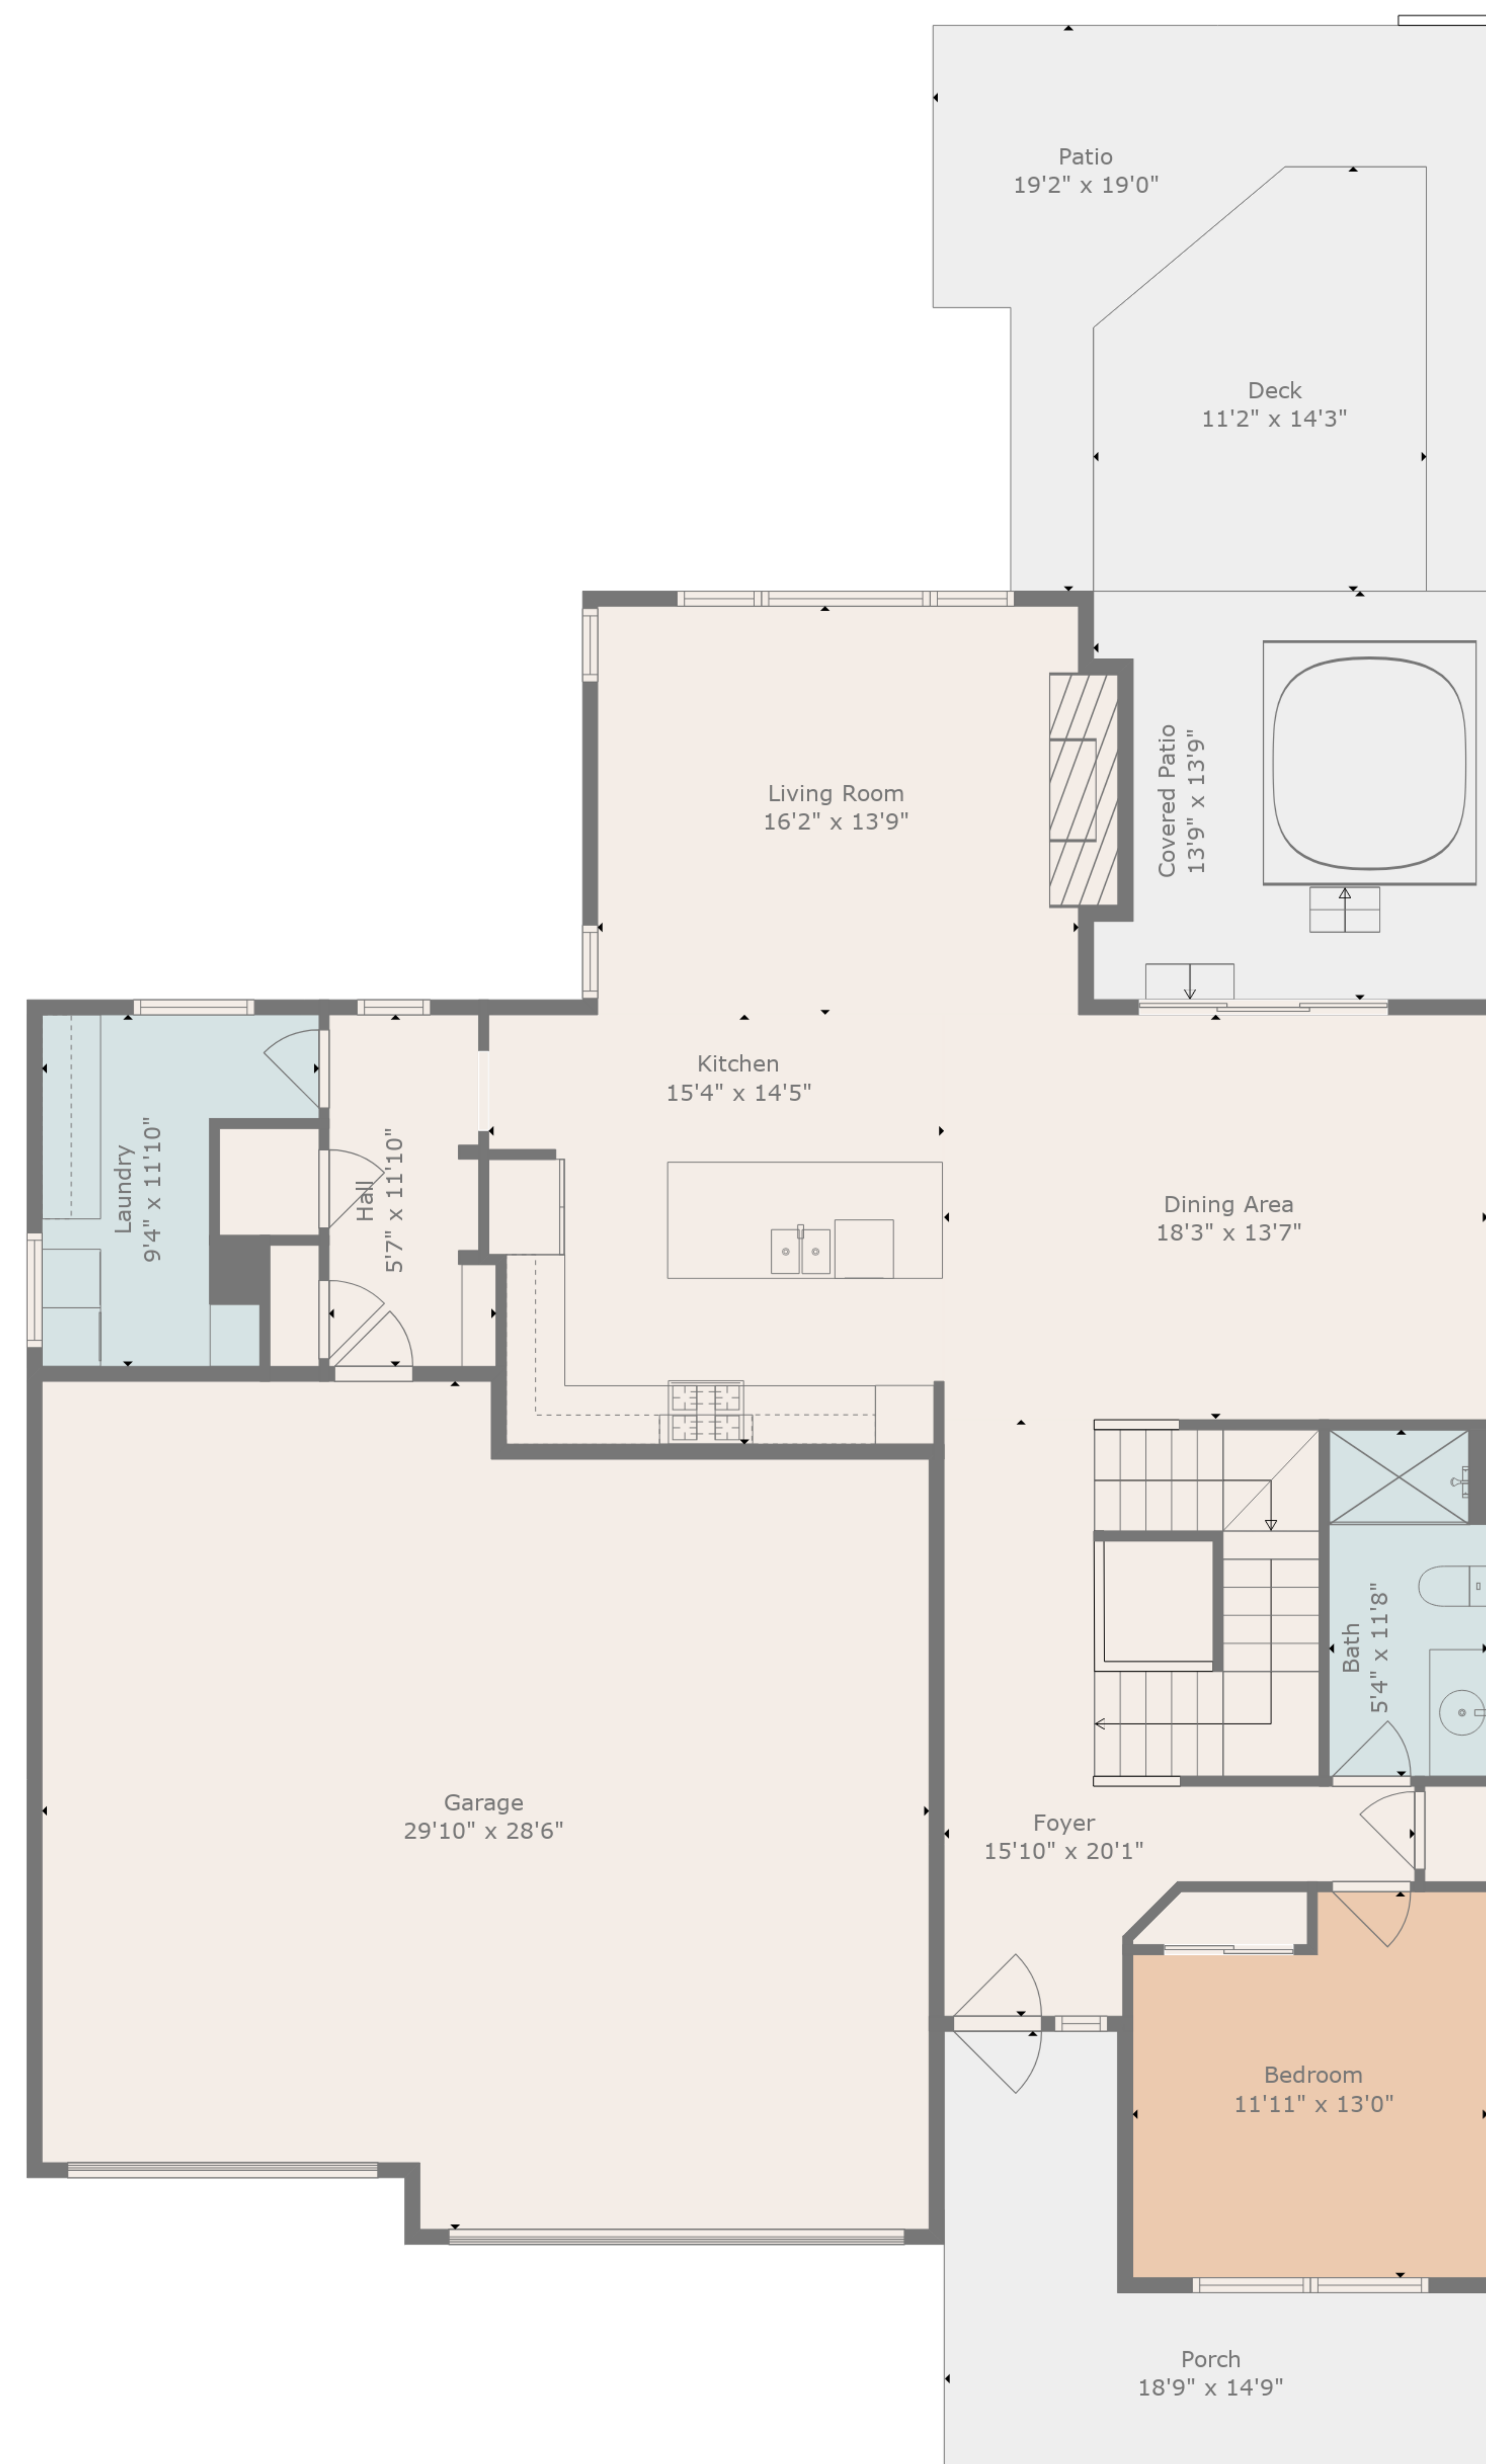 Patio
19'2" x 19'0"
Deck
11'2" x 14'3"
Living Room
16'2" x 13'9"
Covered Patio
13'9" x 13'9"
Kitchen
15'4" x 14'5"
Laundry
9'4" x 11'10"
Hall
5'7" x 11'10"
Dining Area
18'3" x 13'7"
Bath
5'4" x 11'8"
Garage
29'10" x 28'6"
Foyer
15'10" x 20'1"
Bedroom
11'11" x 13'0"
Porch
18'9" x 14'9"